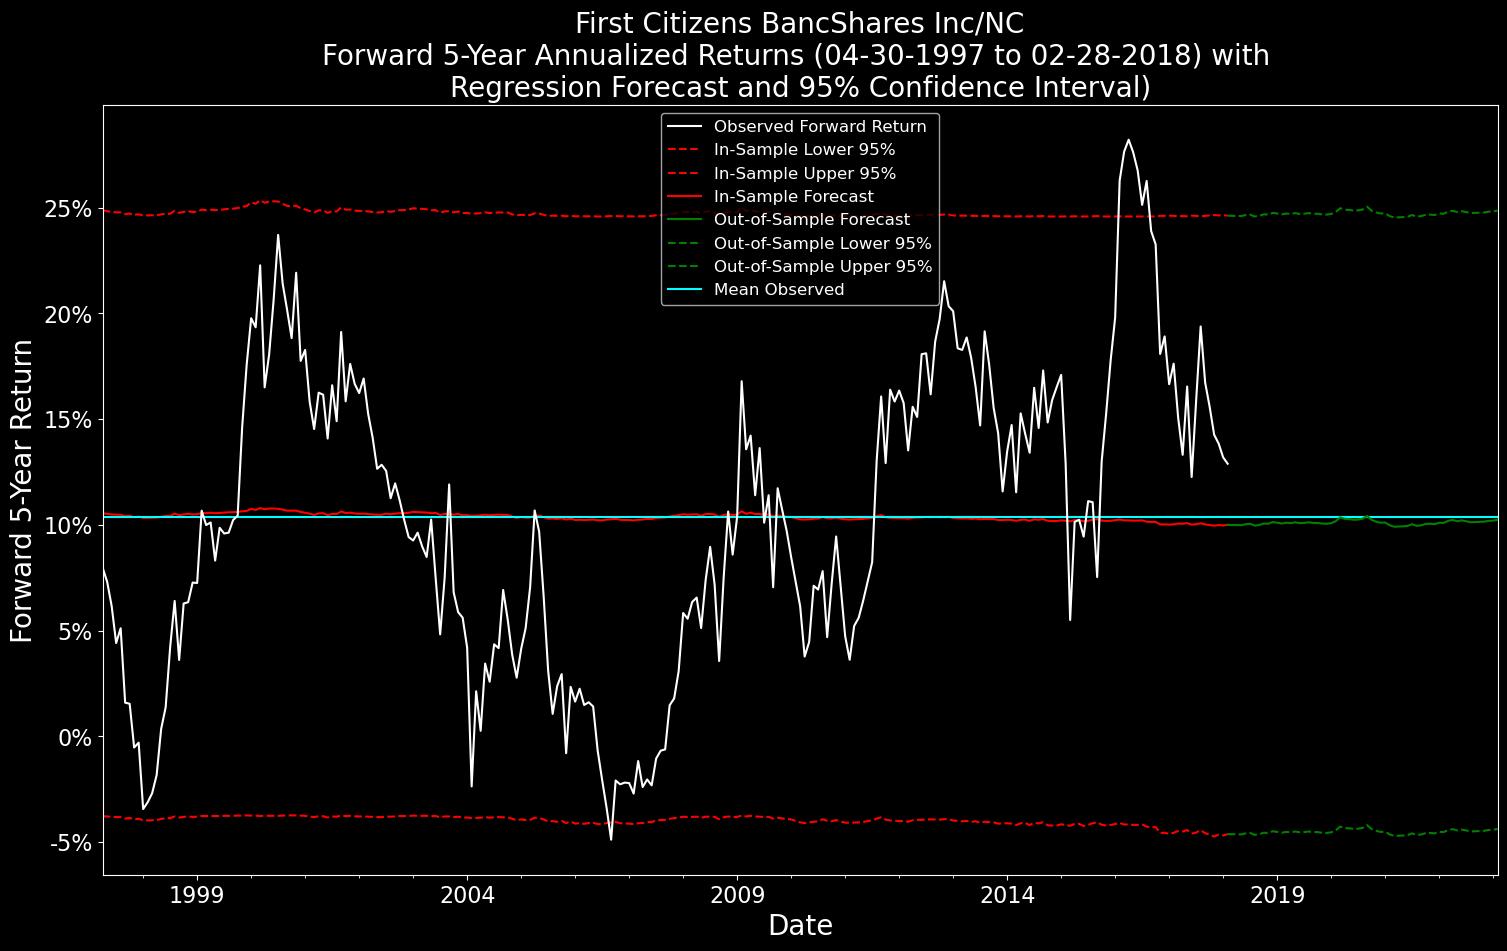 First Citizens BancShares Inc/NC
Forward 5-Year Annualized Returns (04-30-1997 to 02-28-2018) with
Regression Forecast and 95% Confidence Interval)
Observed Forward Return
In-Sample Lower 95%
In-Sample Upper 95%
In-Sample Forecast
Out-of-Sample Forecast
Out-of-Sample Lower 95%
Out-of-Sample Upper 95%
Mean Observed
Forward 5-Year Return
25%
20%
15%
10%
5%
0%
-5%
1999 2004 2009 2014 2019
Date